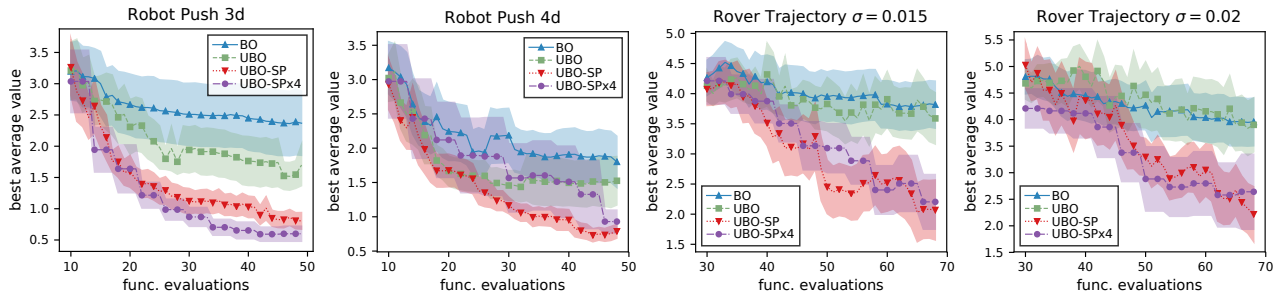 Robot Push 3d
best average value
3.5
3.0
2.5
2.0
1.5
1.0
0.5
BO
UBO
UBO-SP
UBO-SPx4
10 20 30 40 50
func. evaluations
Robot Push 4d
best average value
3.5
3.0
2.5
2.0
1.5
1.0
0.5
BO
UBO
UBO-SP
UBO-SPx4
10 20 30 40 50
func. evaluations
Rover Trajectory σ = 0.015
best average value
5.0
4.5
4.0
3.5
3.0
2.5
2.0
1.5
BO
UBO
UBO-SP
UBO-SPx4
30 40 50 60 70
func. evaluations
Rover Trajectory σ = 0.02
best average value
5.5
5.0
4.5
4.0
3.5
3.0
2.5
2.0
1.5
BO
UBO
UBO-SP
UBO-SPx4
30 40 50 60 70
func. evaluations